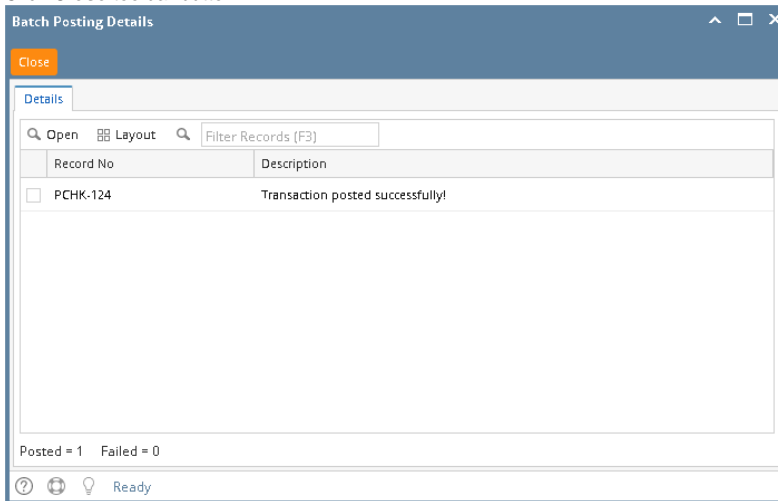 Batch Posting Details
Close
Details
Open Layout Filter Records (F3)
Record No Description
PCHK-124 Transaction posted successfully!
Posted = 1 Failed = 0
Ready